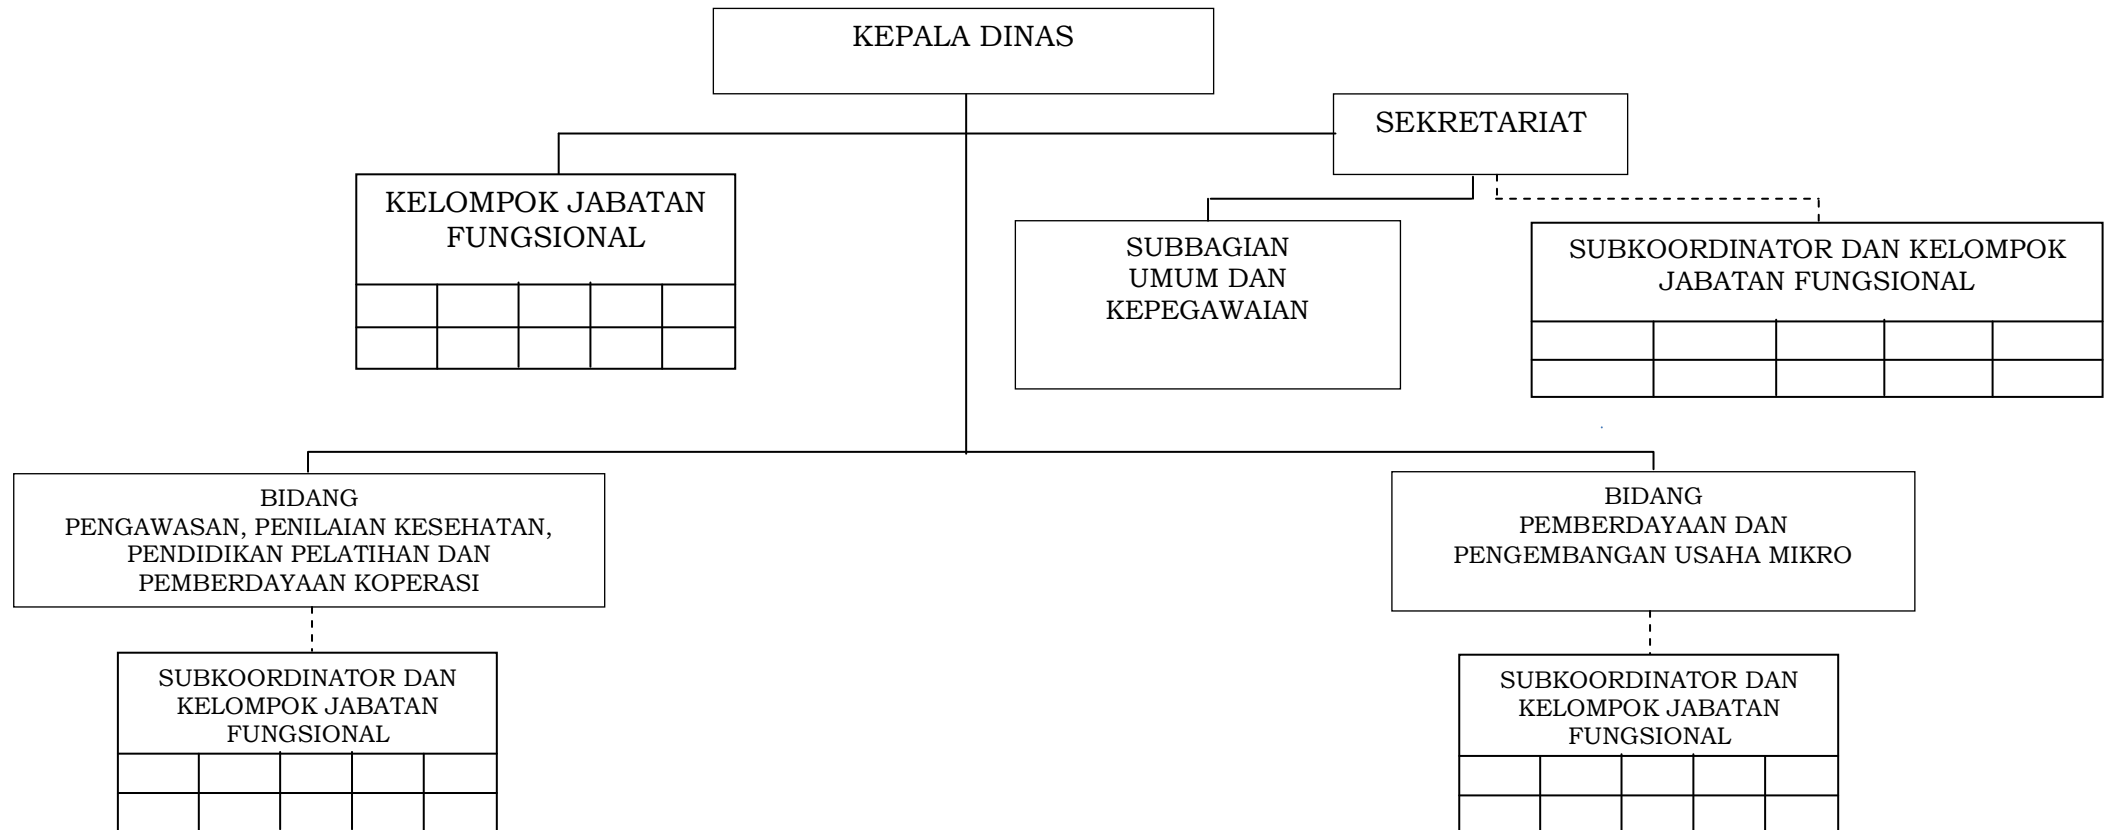 KEPALA DINAS
SEKRETARIAT
KELOMPOK JABATAN
FUNGSIONAL
SUBBAGIAN
UMUM DAN
KEPEGAWAIAN
SUBKOORDINATOR DAN KELOMPOK
JABATAN FUNGSIONAL
BIDANG
PENGAWASAN, PENILAIAN KESEHATAN,
PENDIDIKAN PELATIHAN DAN
PEMBERDAYAAN KOPERASI
BIDANG
PEMBERDAYAAN DAN
PENGEMBANGAN USAHA MIKRO
SUBKOORDINATOR DAN
KELOMPOK JABATAN
FUNGSIONAL
SUBKOORDINATOR DAN
KELOMPOK JABATAN
FUNGSIONAL